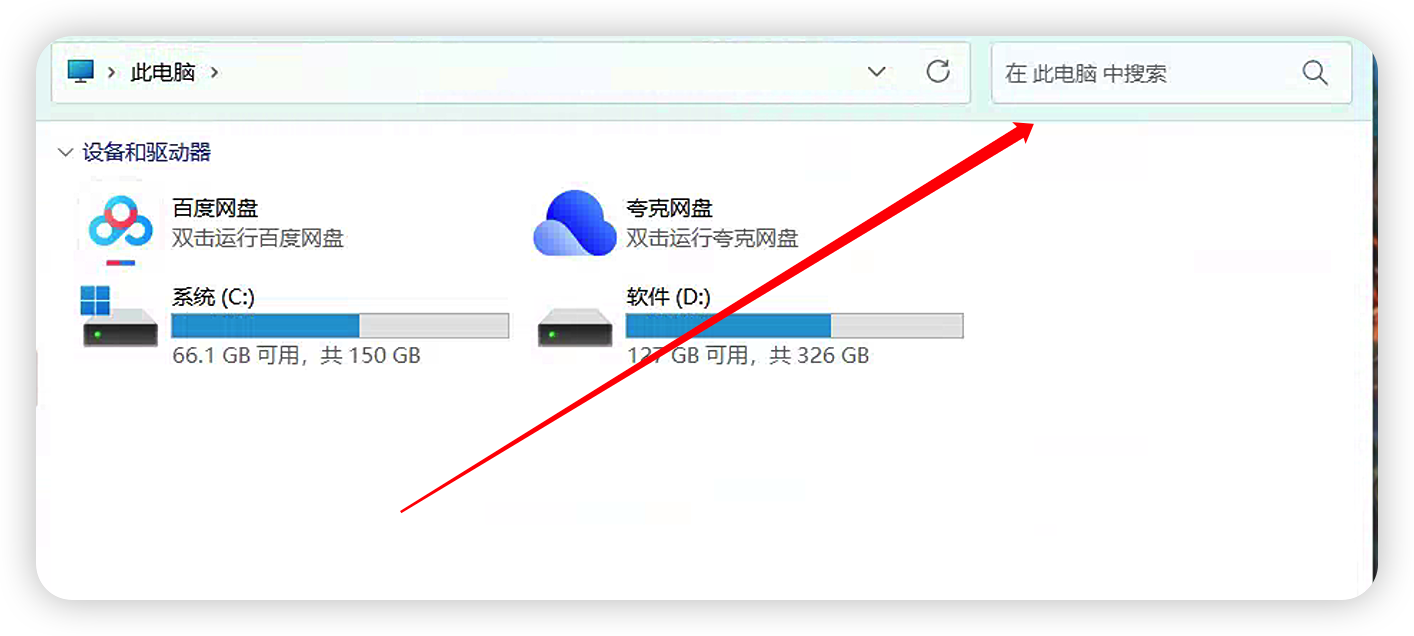 此电脑
在 此电脑 中搜索
设备和驱动器
百度网盘
双击运行百度网盘
夸克网盘
双击运行夸克网盘
系统 (C:)
66.1 GB 可用，共 150 GB
软件 (D:)
127 GB 可用，共 326 GB